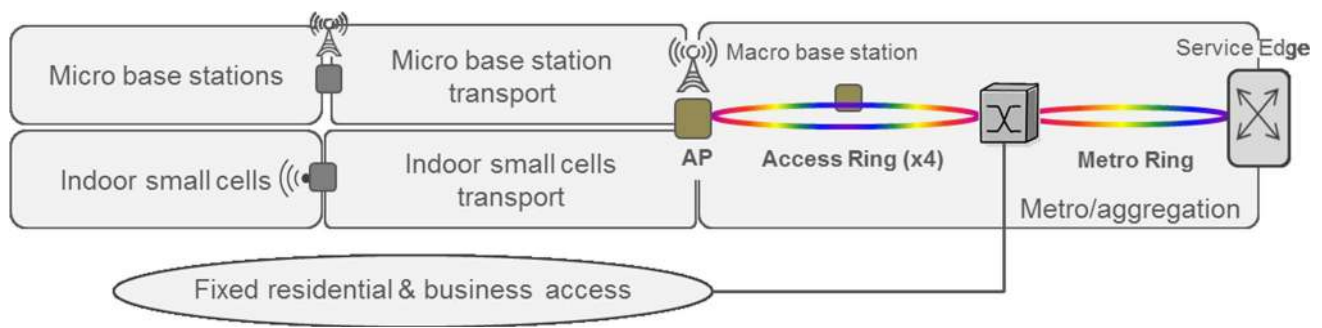 Micro base stations
Micro base station
transport
Macro base station
Service Edge
AP
Access Ring (x4)
Metro Ring
Indoor small cells
Indoor small cells
transport
Metro/aggregation
Fixed residential & business access